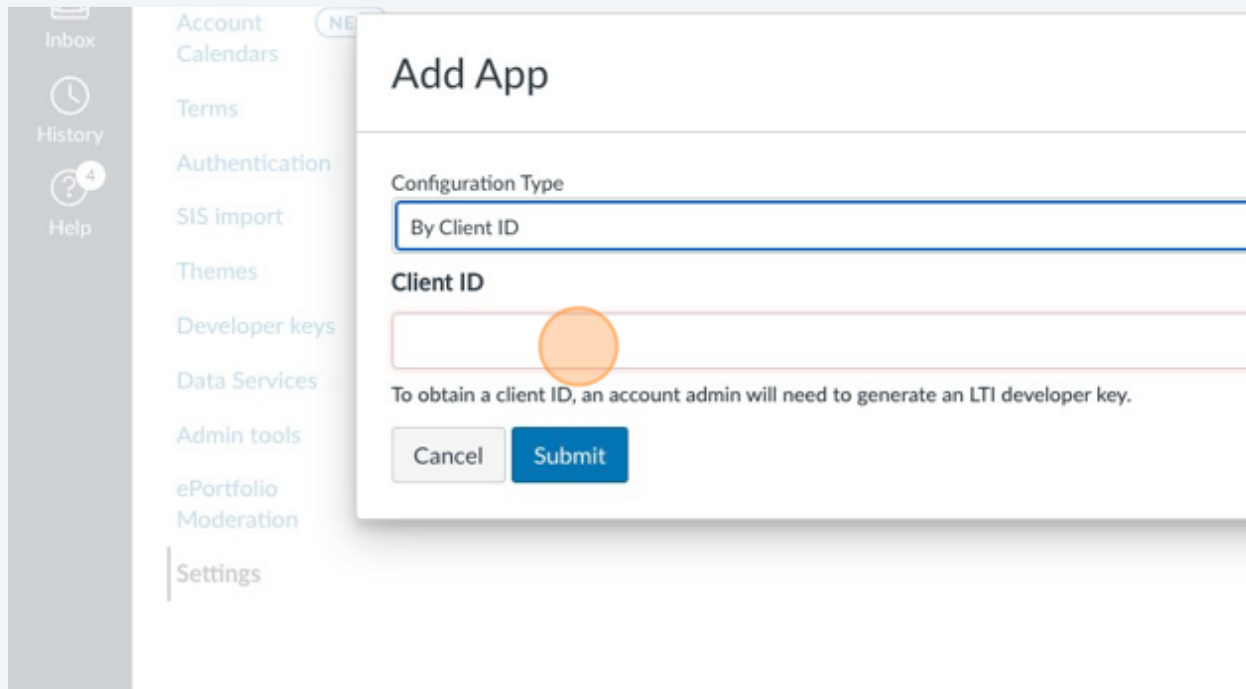 Inbox
History
4
Help
Account
Calendars
Terms
Authentication
SIS import
Themes
Developer keys
Data Services
Admin tools
ePortfolio
Moderation
Settings
Add App
Configuration Type
By Client ID
Client ID
To obtain a client ID, an account admin will need to generate an LTI developer key.
Cancel
Submit